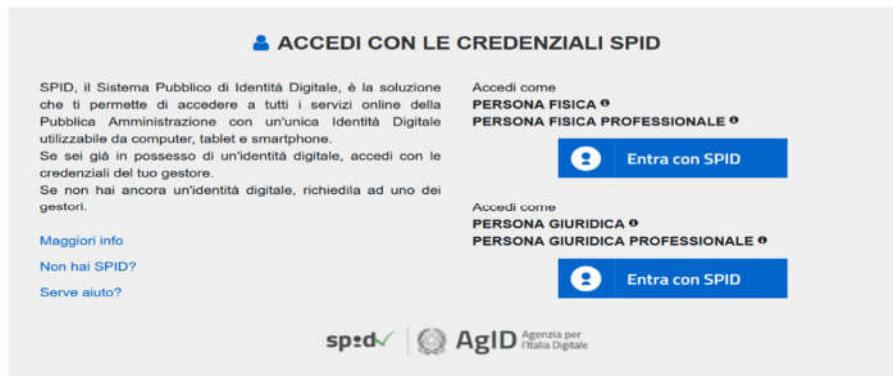 ACCEDI CON LE CREDENZIALI SPID
SPID, il Sistema Pubblico di Identità Digitale, è la soluzione
che ti permette di accedere a tutti i servizi online della
Pubblica Amministrazione con un'unica Identità Digitale
utilizzabile da computer, tablet e smartphone.
Se sei già in possesso di un'identità digitale, accedi con le
credenziali del tuo gestore.
Se non hai ancora un'identità digitale, richiedila ad uno dei
gestori.
Maggiori info
Non hai SPID?
Serve aiuto?
Accedi come
PERSONA FISICA
PERSONA FISICA PROFESSIONALE
Entra con SPID
Accedi come
PERSONA GIURIDICA
PERSONA GIURIDICA PROFESSIONALE
Entra con SPID
spid
AgID Agenzia per
l'Italia Digitale